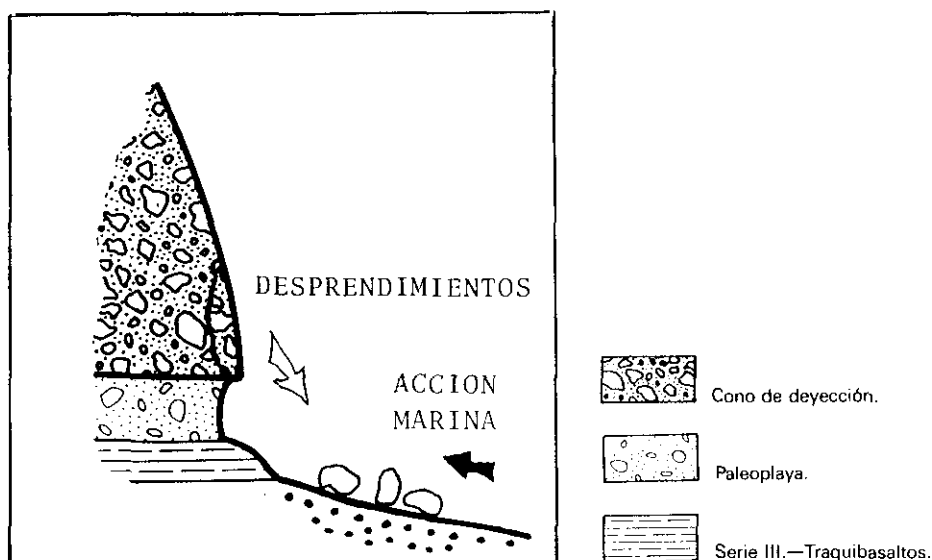 DESPRENDIMIENTOS
ACCION
MARINA
Cono de deyección.
Paleoplaya.
Serie III.—Traquibasaltos.